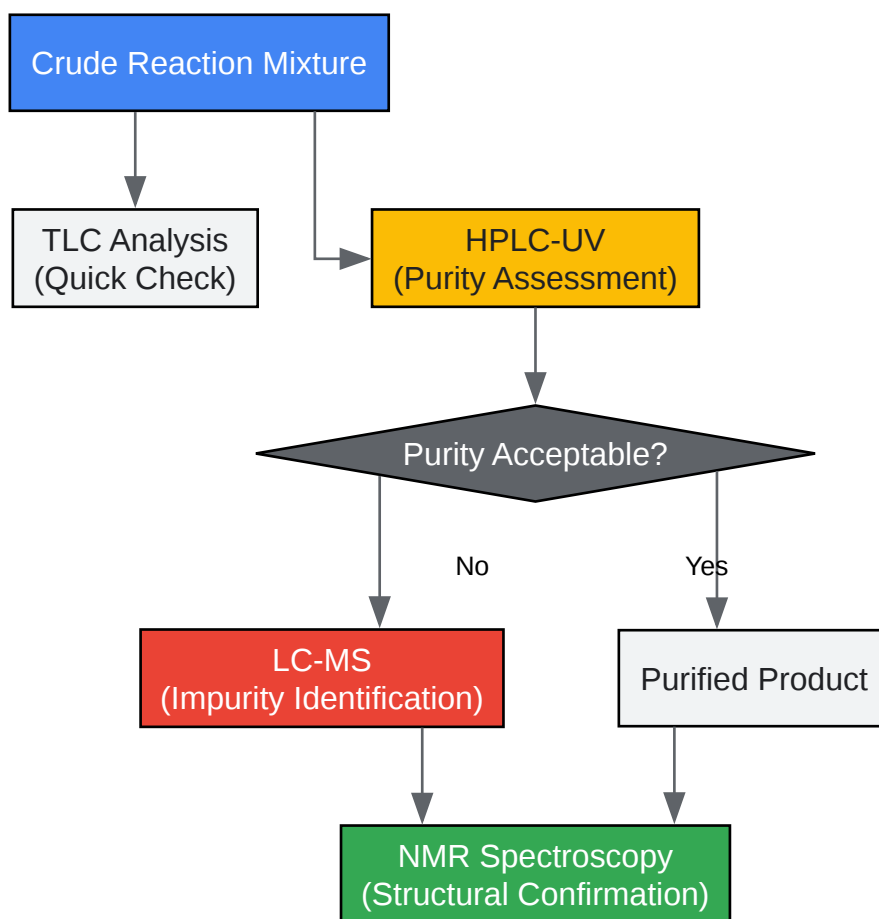 Crude Reaction Mixture
TLC Analysis
(Quick Check)
HPLC-UV
(Purity Assessment)
Purity Acceptable?
No
Yes
LC-MS
(Impurity Identification)
Purified Product
NMR Spectroscopy
(Structural Confirmation)